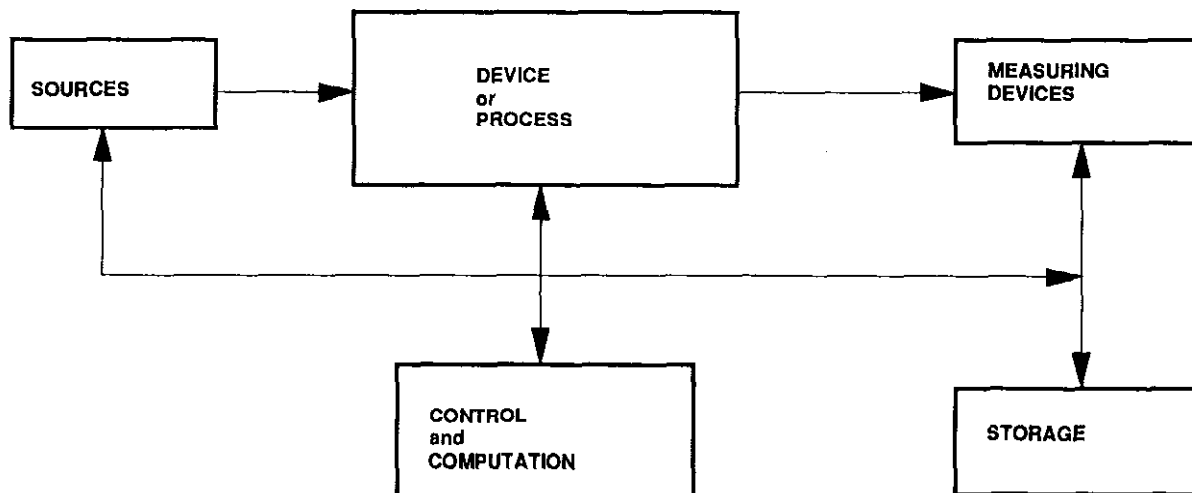 SOURCES
DEVICE
or
PROCESS
MEASURING
DEVICES
CONTROL
and
COMPUTATION
STORAGE